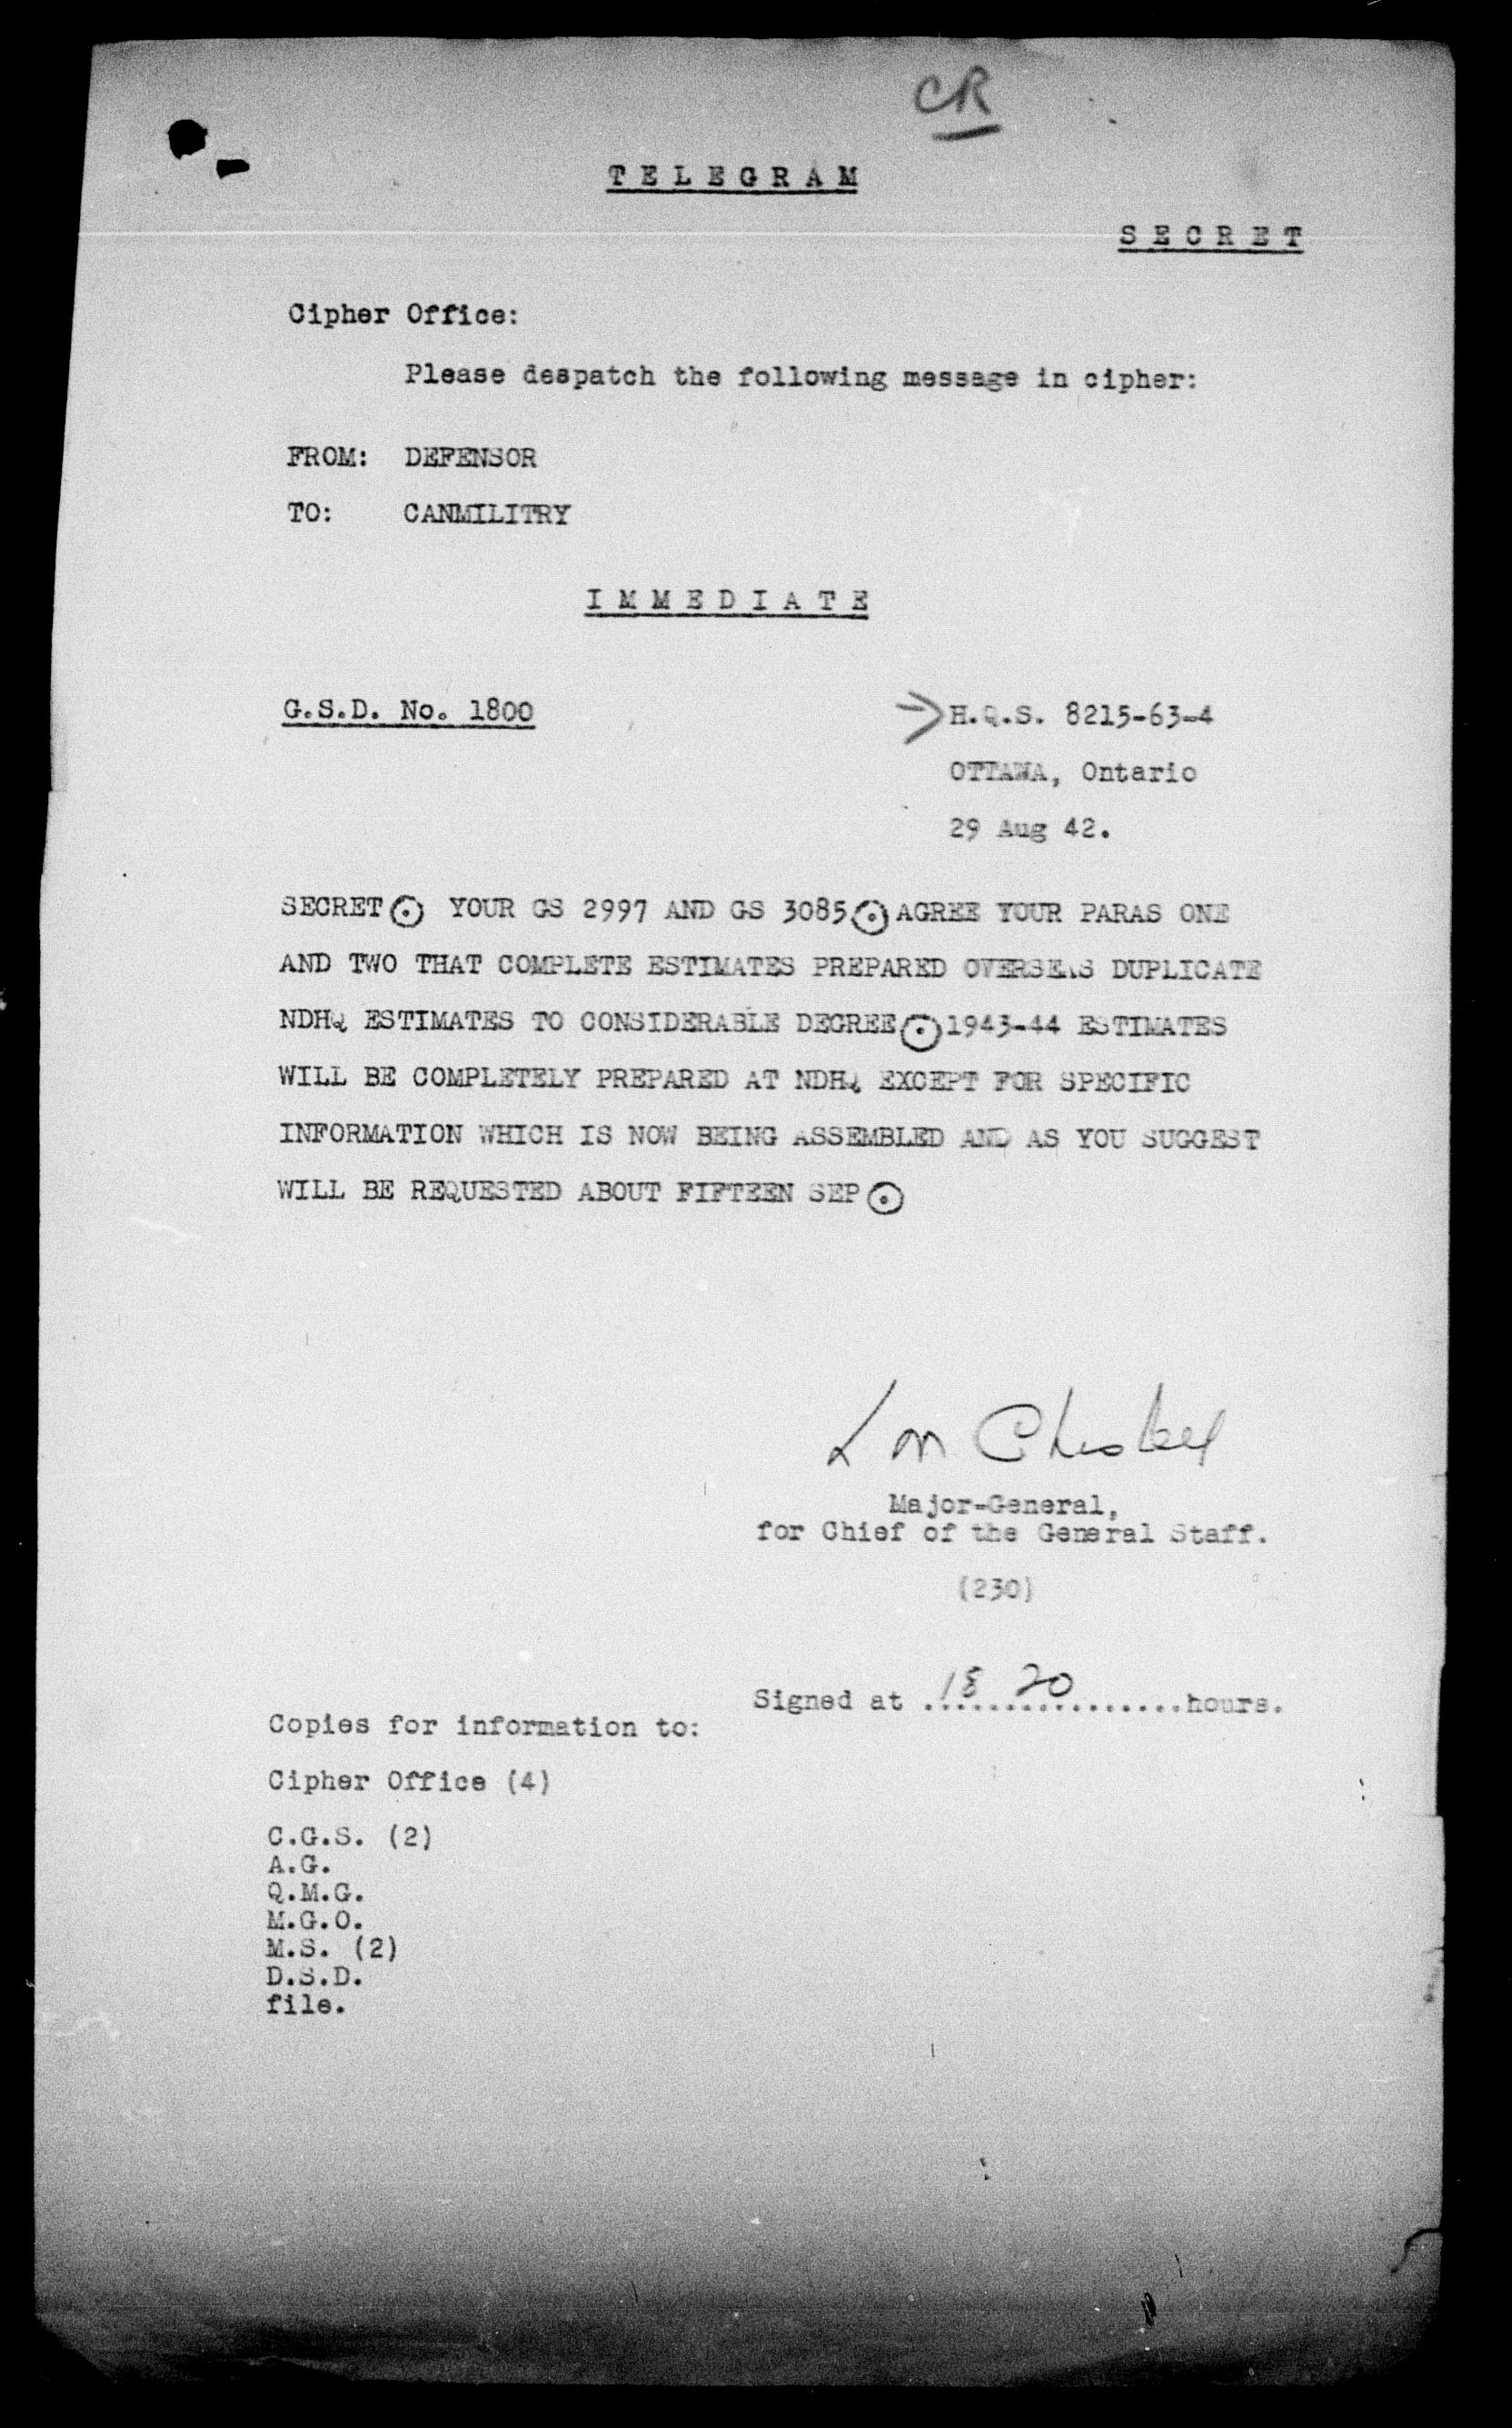 CR
TELEGRAM
SECRET
Cipher Office:
Please despatch the following message in cipher:
FROM: DEFENSOR
TO: CANMILITRY
IMMEDIATE
G.S.D. No. 1800
H.Q.S. 8215-63-4
OTTAWA, Ontario
29 Aug 42.
SECRET⊙ YOUR GS 2997 AND GS 3085⊙ AGREE YOUR PARAS ONE
AND TWO THAT COMPLETE ESTIMATES PREPARED OVERSEAS DUPLICATE
NDHQ ESTIMATES TO CONSIDERABLE DEGREE⊙ 1943-44 ESTIMATES
WILL BE COMPLETELY PREPARED AT NDHQ EXCEPT FOR SPECIFIC
INFORMATION WHICH IS NOW BEING ASSEMBLED AND AS YOU SUGGEST
WILL BE REQUESTED ABOUT FIFTEEN SEP⊙
Major-General,
for Chief of the General Staff.
(230)
Signed at 18 20 hours.
Copies for information to:
Cipher Office (4)
C.G.S. (2)
A.G.
Q.M.G.
M.G.O.
M.S. (2)
D.S.D.
file.